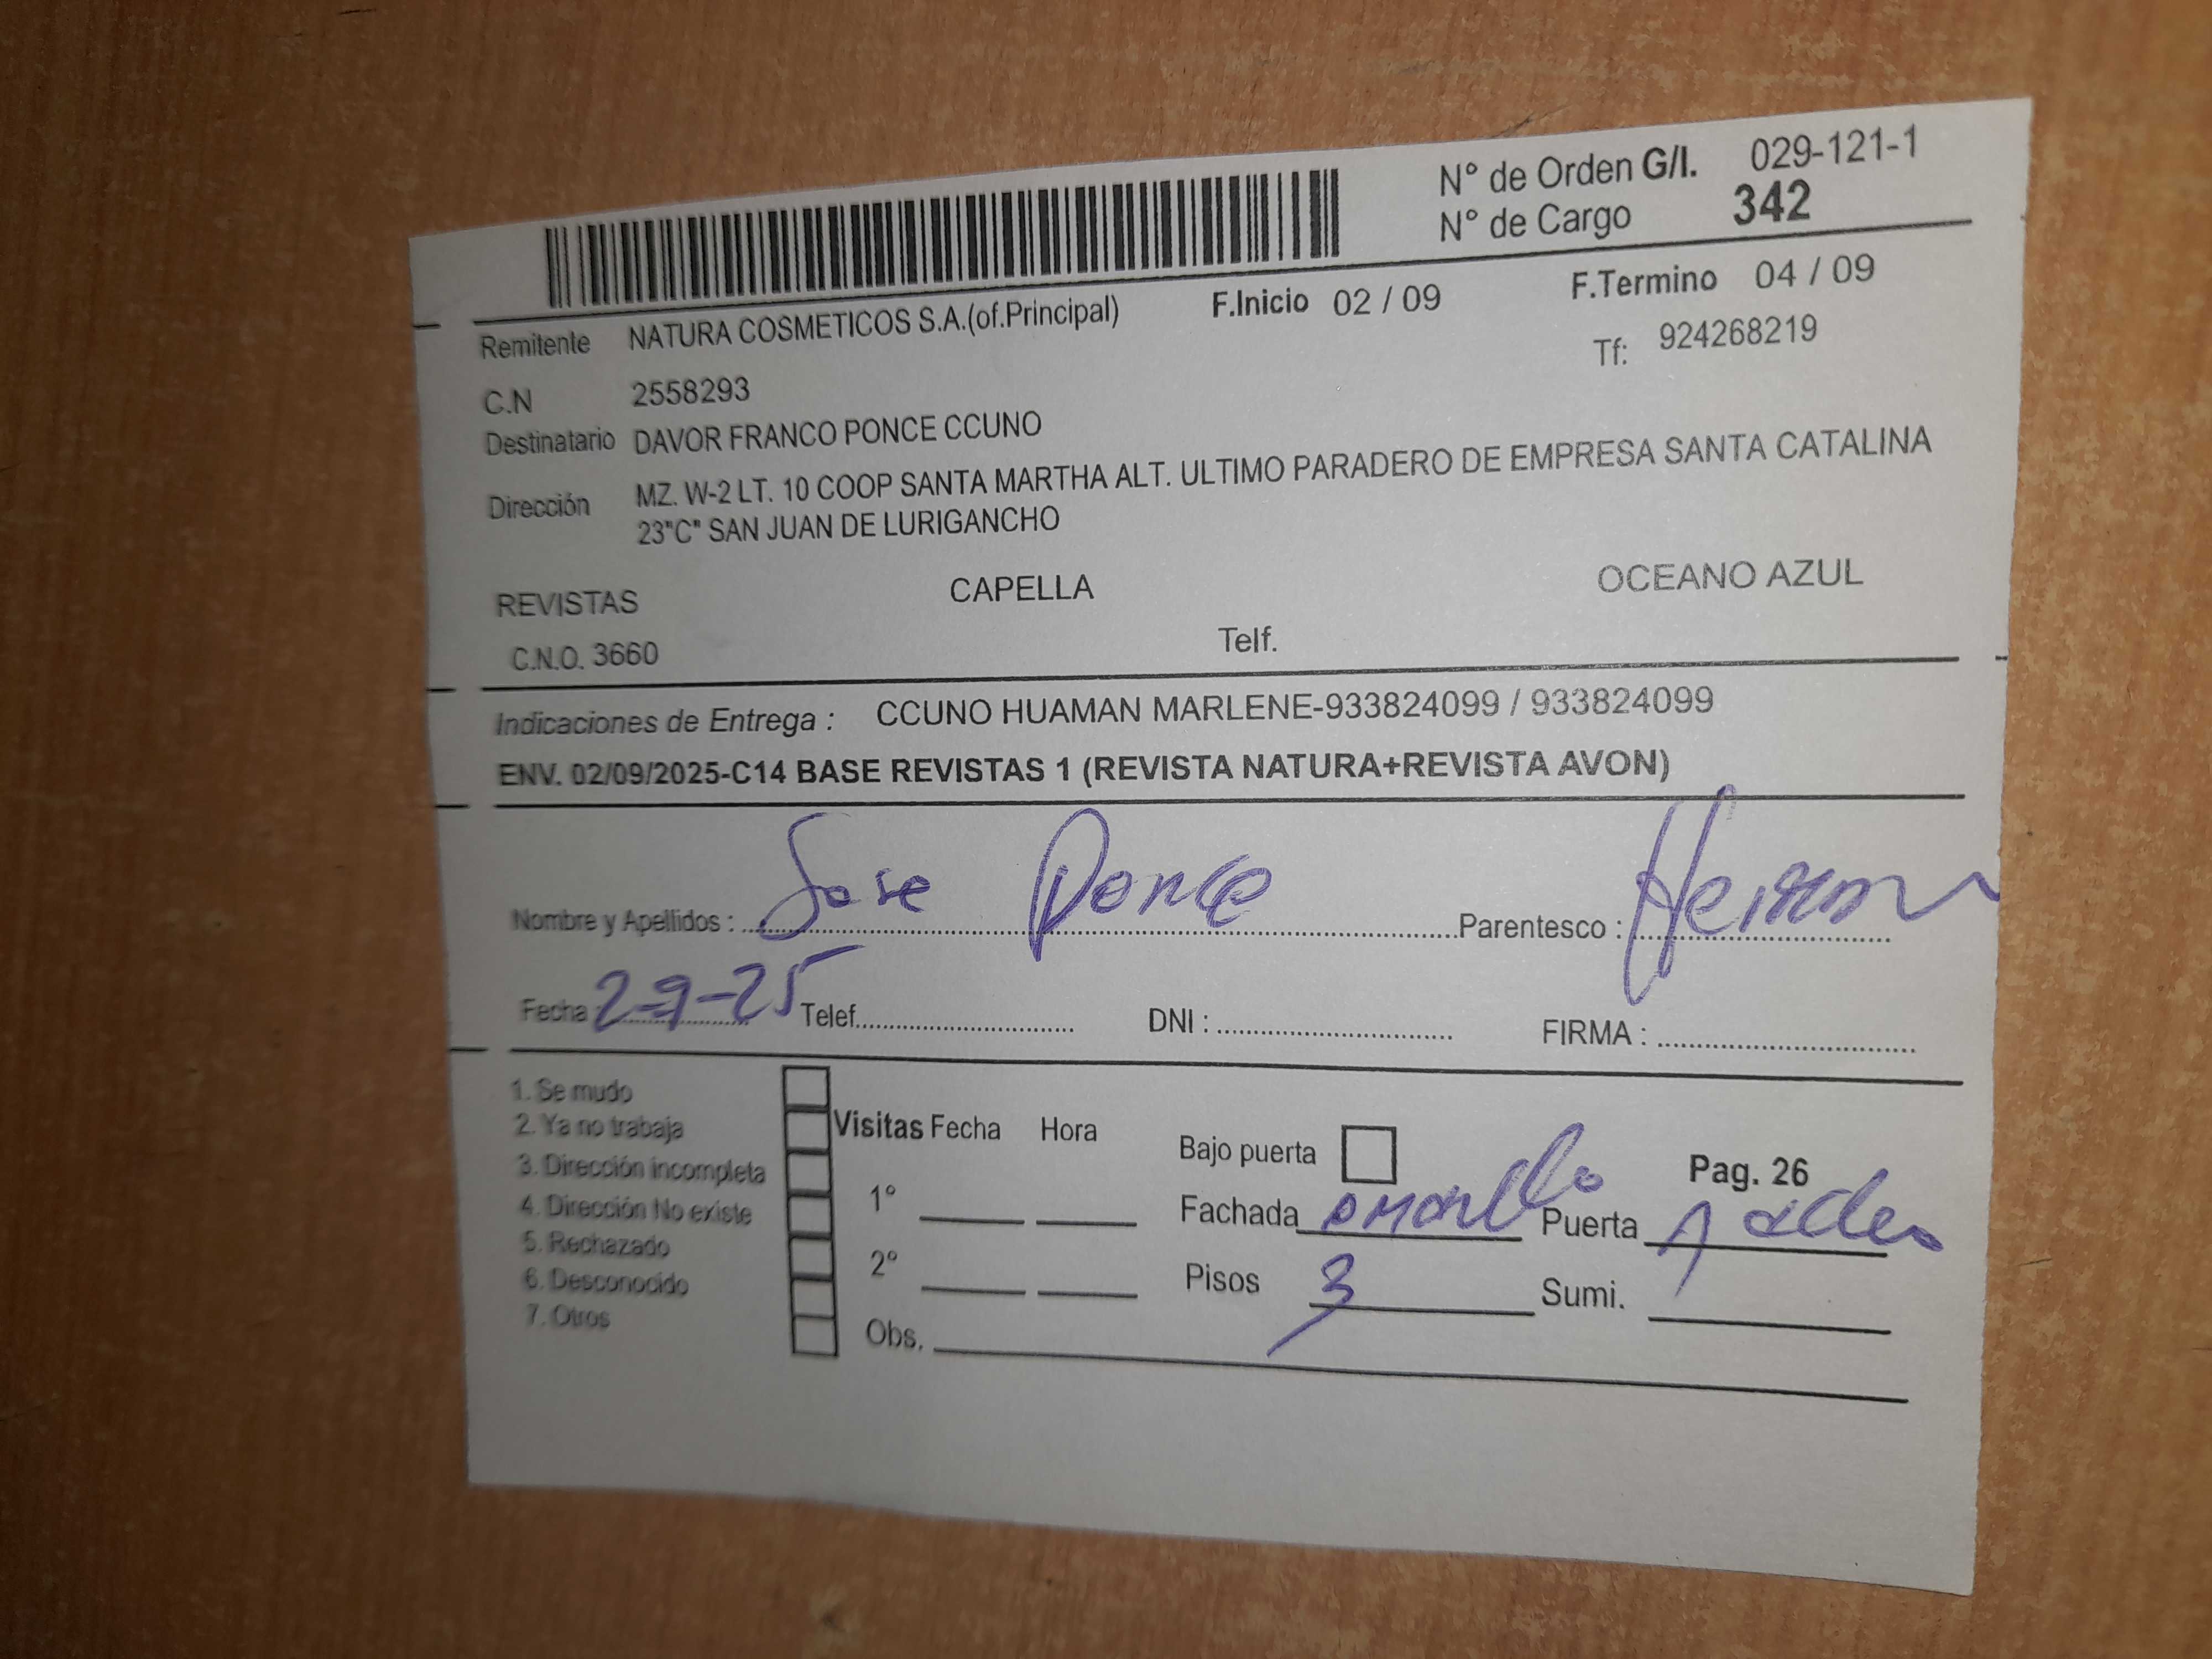 N° de Orden G/I. 029-121-1
N° de Cargo 342
Remitente NATURA COSMETICOS S.A.(of.Principal) F.Inicio 02 / 09 F.Termino 04 / 09
C.N 2558293 Tf: 924268219
Destinatario DAVOR FRANCO PONCE CCUNO
Dirección MZ. W-2 LT. 10 COOP SANTA MARTHA ALT. ULTIMO PARADERO DE EMPRESA SANTA CATALINA
23"C" SAN JUAN DE LURIGANCHO
REVISTAS CAPELLA OCEANO AZUL
C.N.O. 3660 Telf.
Indicaciones de Entrega : CCUNO HUAMAN MARLENE-933824099 / 933824099
ENV. 02/09/2025-C14 BASE REVISTAS 1 (REVISTA NATURA+REVISTA AVON)
Nombre y Apellidos : Jose Ponce Parentesco :
Fecha 2-9-25 Telef. DNI : FIRMA :
1. Se mudo
2. Ya no trabaja Visitas Fecha Hora
3. Dirección incompleta Bajo puerta Pag. 26
4. Dirección No existe 1° Fachada Puerta
5. Rechazado
6. Desconocido 2° Pisos 3 Sumi.
7. Otros Obs.